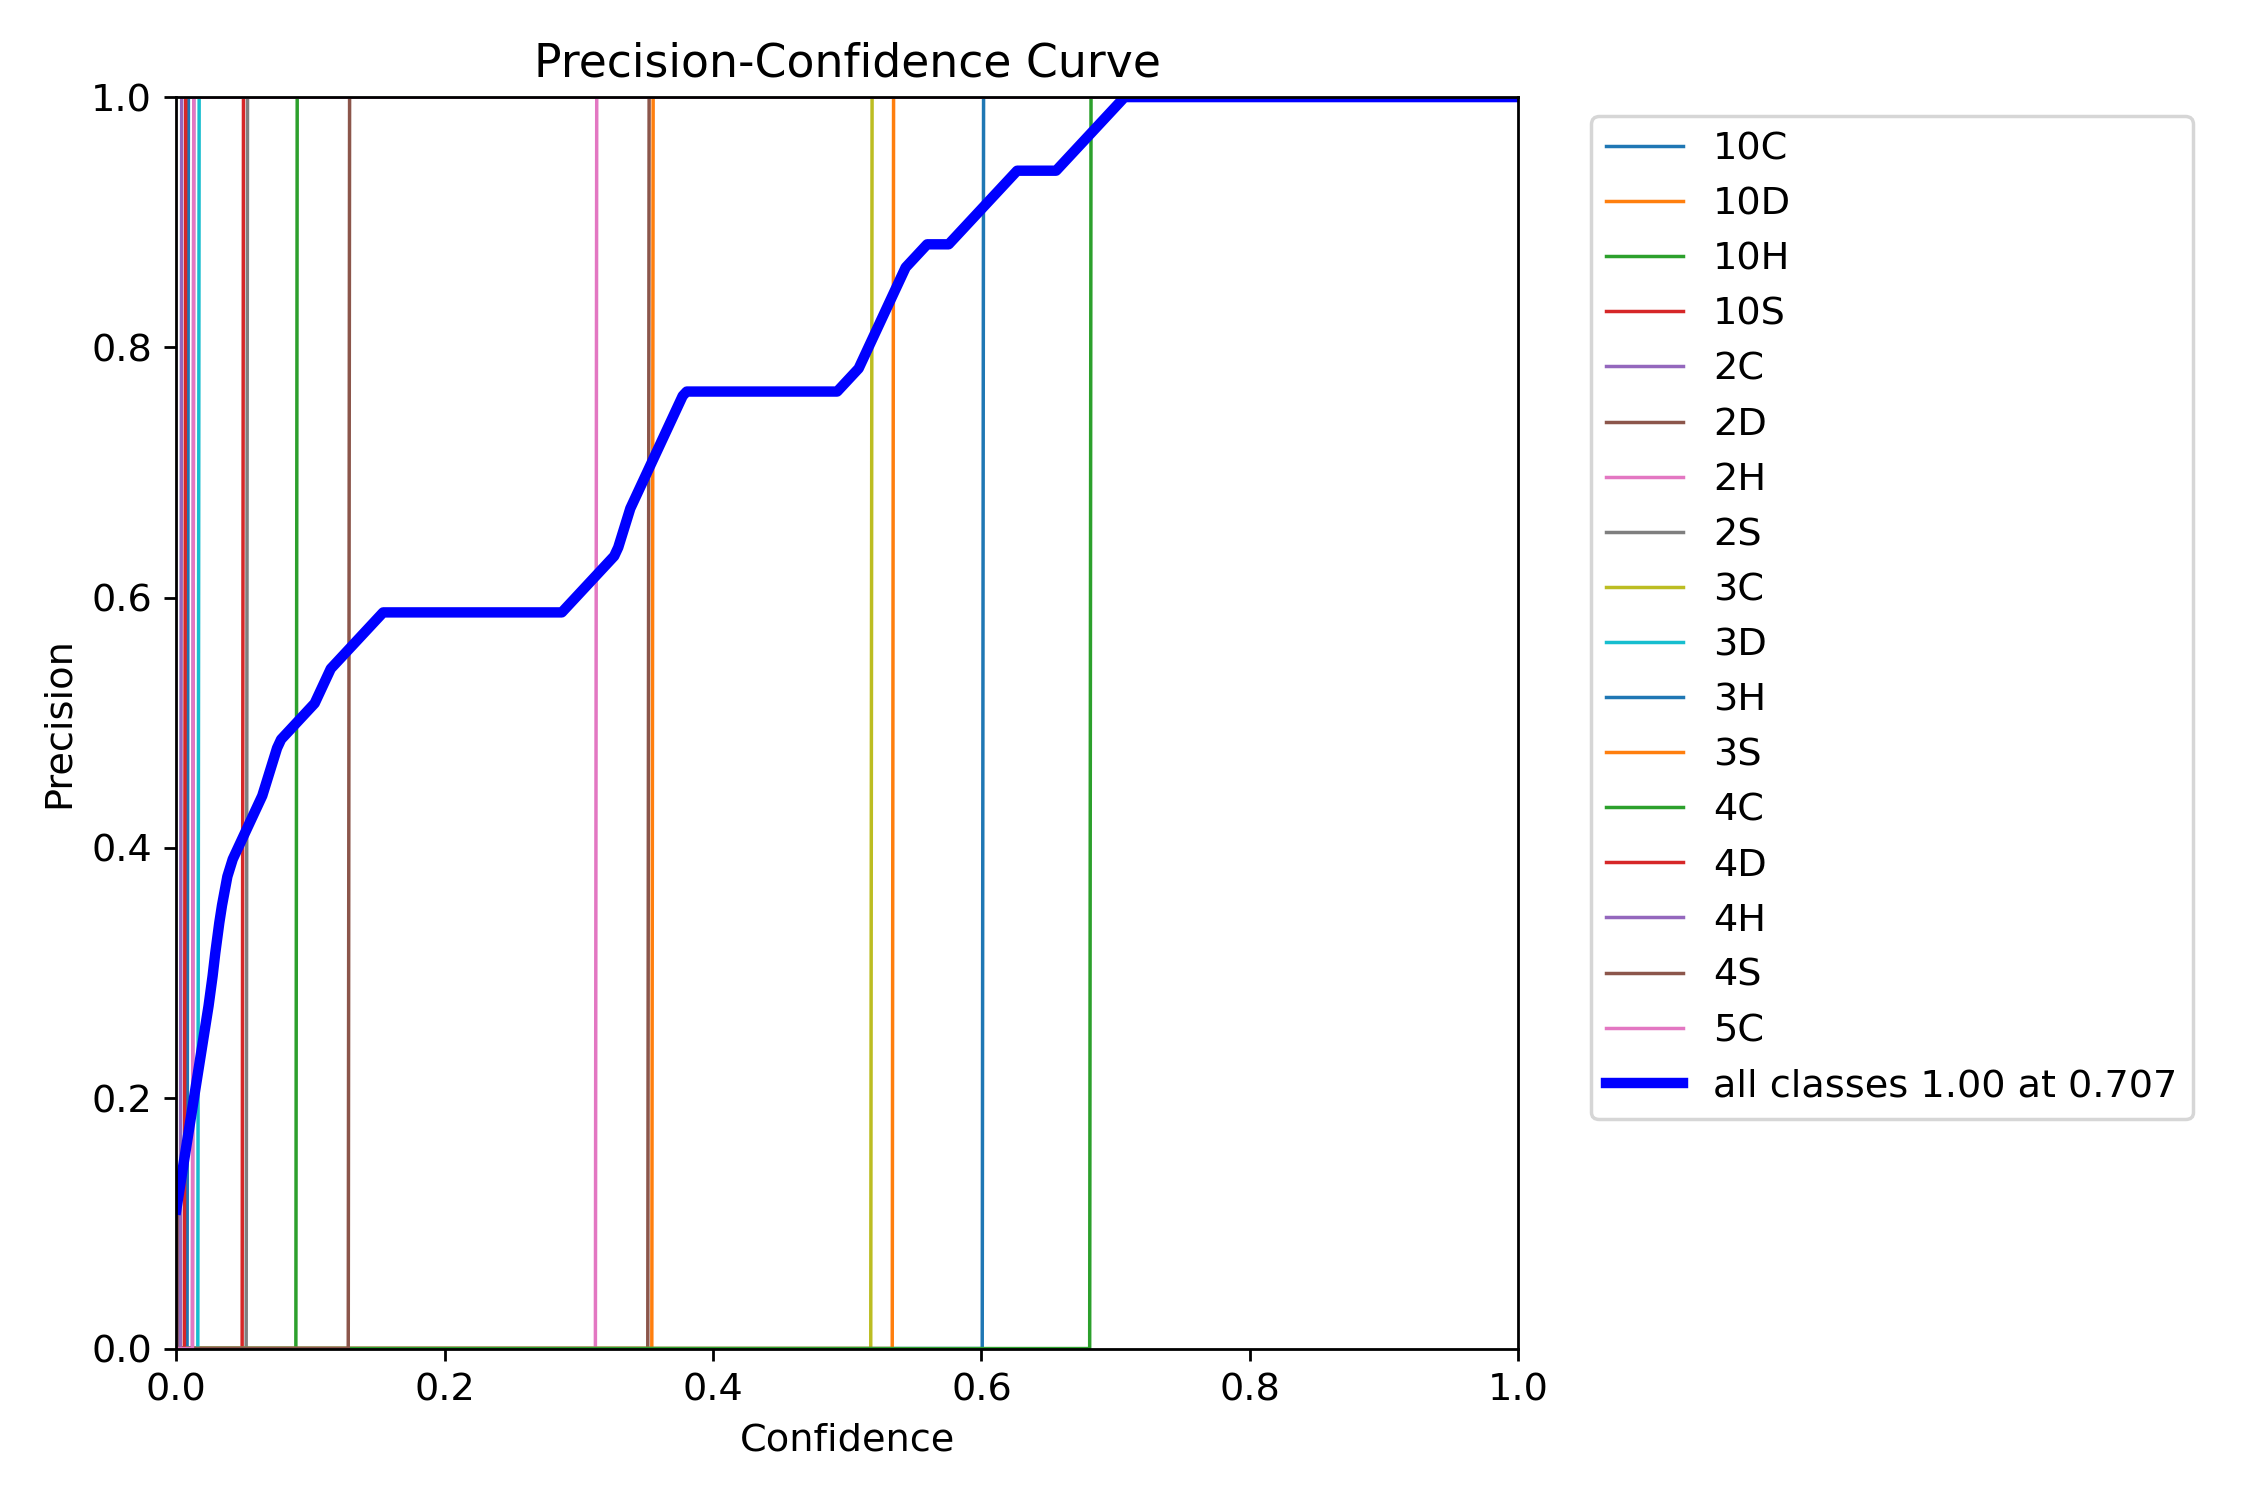 Precision-Confidence Curve
1.0
0.8
0.6
0.4
0.2
0.0
Precision
0.0 0.2 0.4 0.6 0.8 1.0
Confidence
10C
10D
10H
10S
2C
2D
2H
2S
3C
3D
3H
3S
4C
4D
4H
4S
5C
all classes 1.00 at 0.707